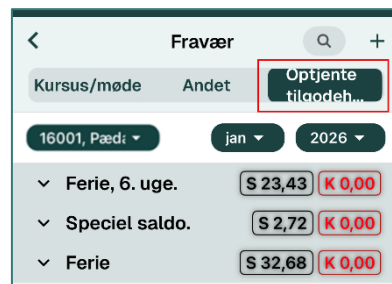 Fravær
Kursus/møde
Andet
Optjente
tilgodeh...
16001, Pæda
jan
2026
Ferie, 6. uge.
S 23,43
K 0,00
Speciel saldo.
S 2,72
K 0,00
Ferie
S 32,68
K 0,00